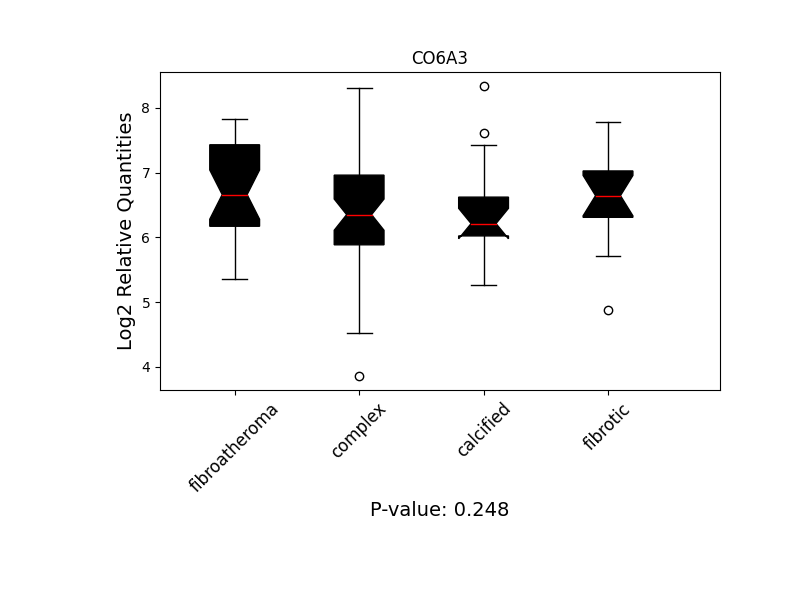 CO6A3
Log2 Relative Quantities
8
7
6
5
4
fibroatheroma
complex
calcified
fibrotic
P-value: 0.248